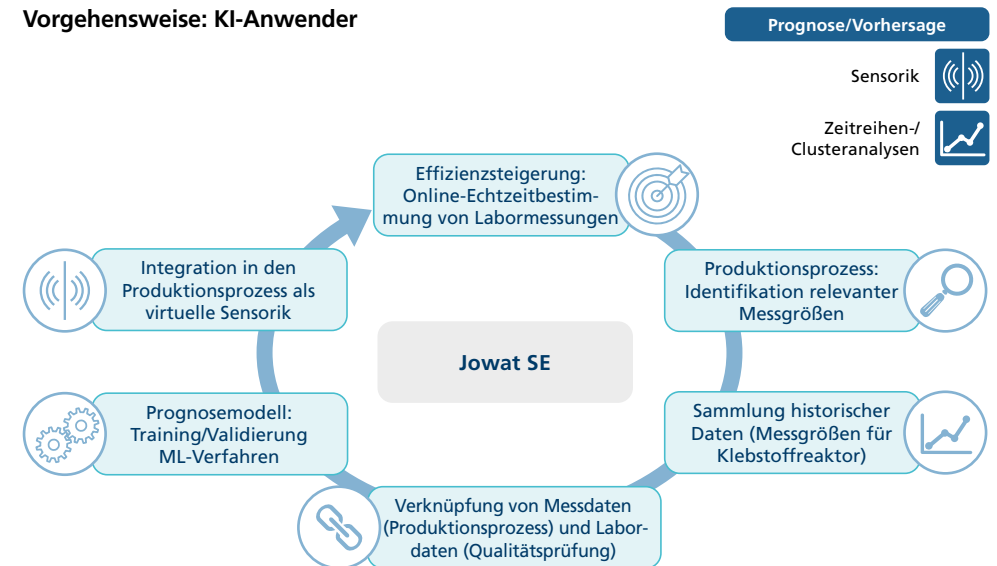 Vorgehensweise: KI-Anwender
Prognose/Vorhersage
Sensorik
Zeitreihen-/
Clusteranalysen
Effizienzsteigerung:
Online-Echtzeitbestim-
mung von Labormessungen
Produktionsprozess:
Identifikation relevanter
Messgrößen
Sammlung historischer
Daten (Messgrößen für
Klebstoffreaktor)
Verknüpfung von Messdaten
(Produktionsprozess) und Labor-
daten (Qualitätsprüfung)
Prognosemodell:
Training/Validierung
ML-Verfahren
Integration in den
Produktionsprozess als
virtuelle Sensorik
Jowat SE